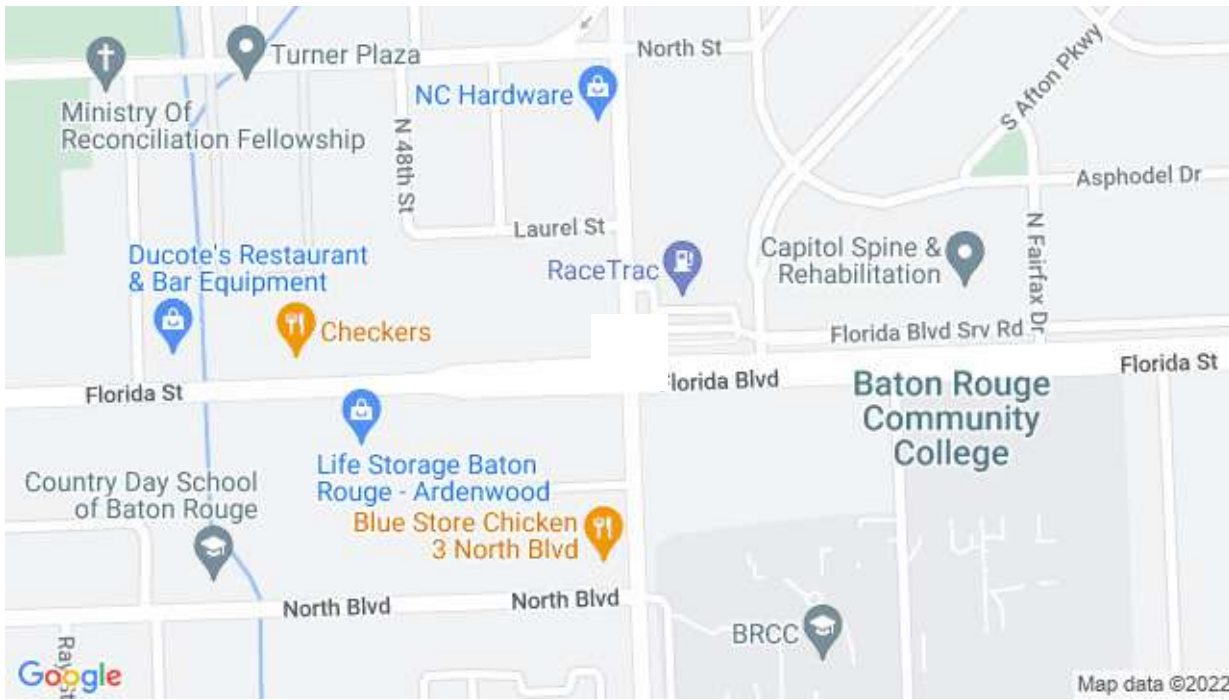 North St
S Afton Pkwy
Turner Plaza
NC Hardware
Ministry Of
Reconciliation Fellowship
N 48th St
Asphodel Dr
Laurel St
N Fairfax Dr
Ducote's Restaurant
& Bar Equipment
RaceTrac
Capitol Spine &
Rehabilitation
Checkers
Florida Blvd Srv Rd
Florida St
Florida St
lorida Blvd
Baton Rouge
Community
College
Life Storage Baton
Rouge - Ardenwood
Country Day School
of Baton Rouge
Blue Store Chicken
3 North Blvd
North Blvd
North Blvd
BRCC
Google
Map data ©2022